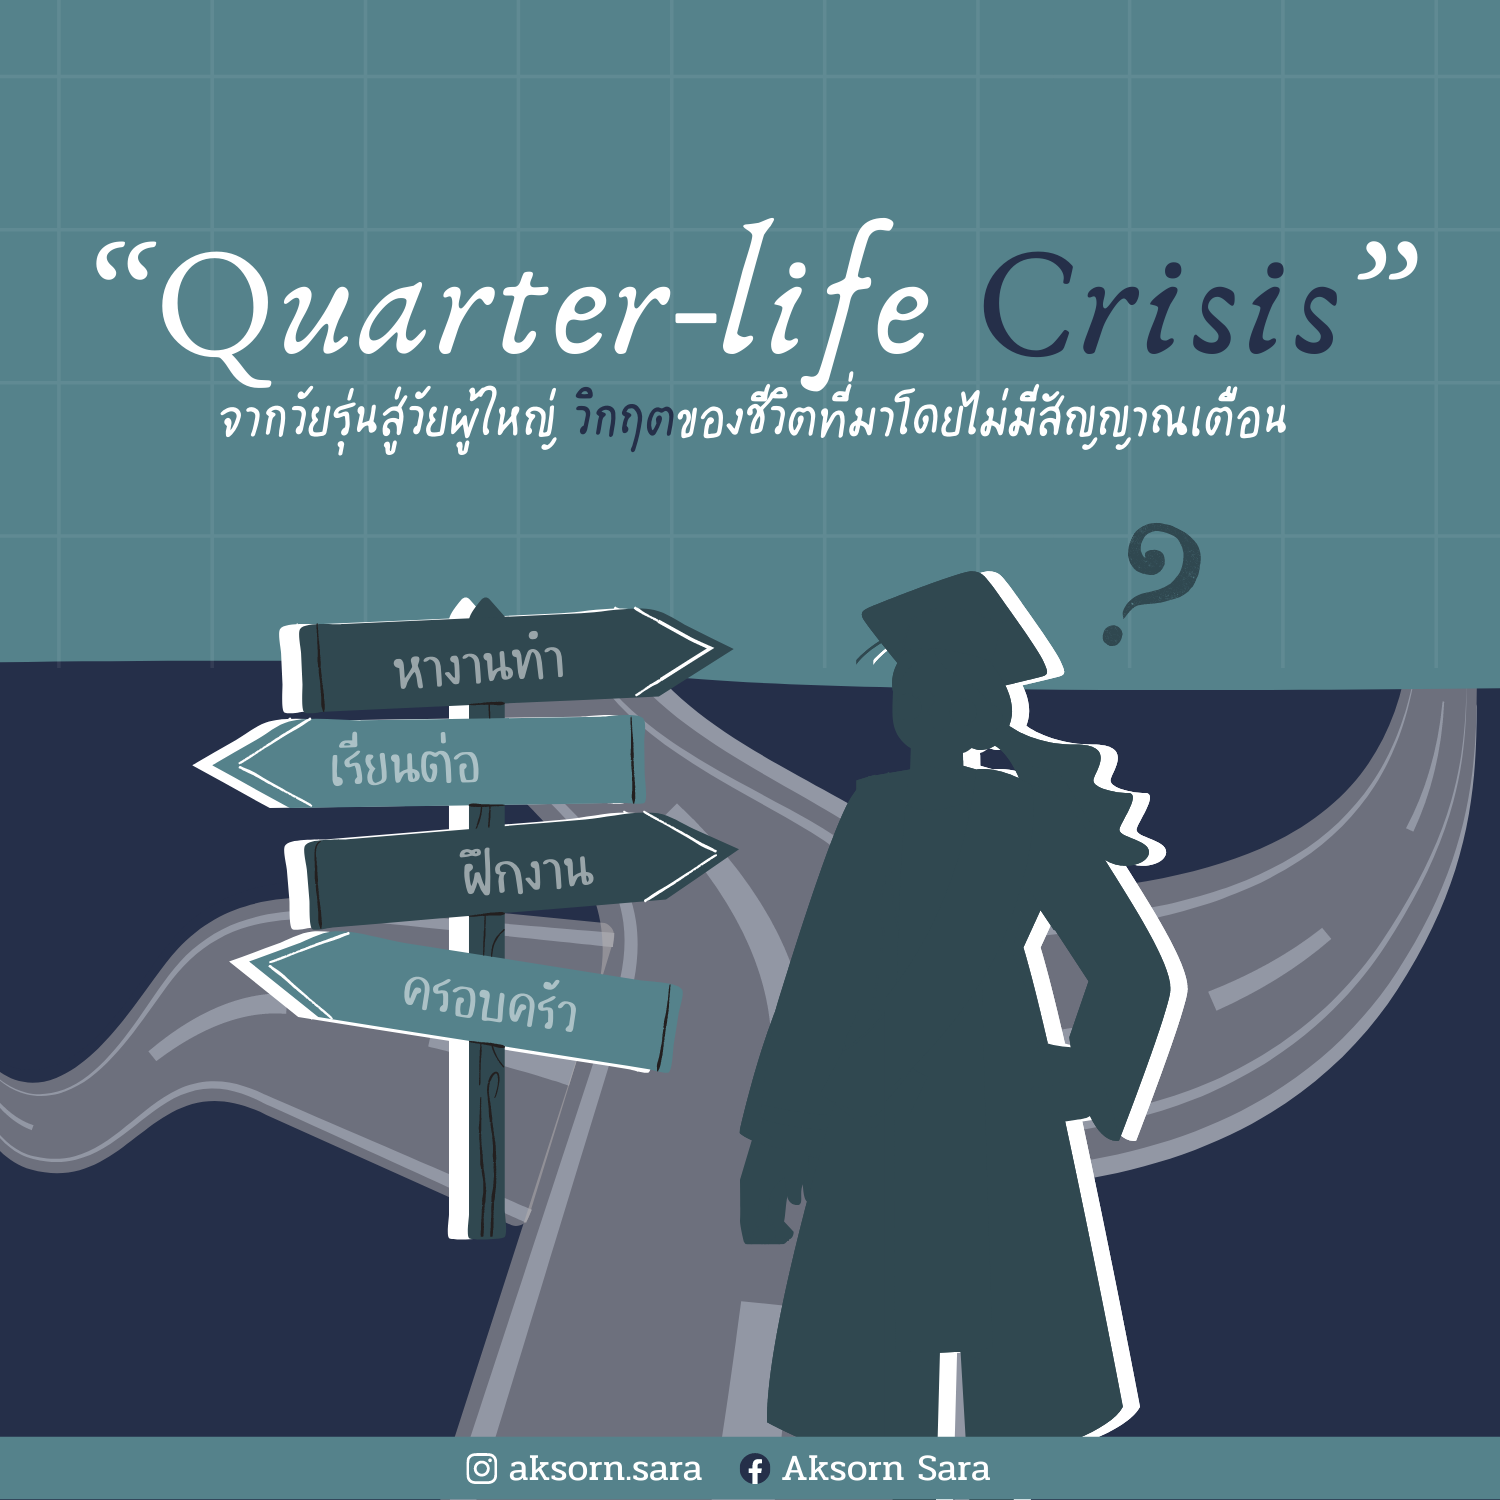 “Quarter-life Crisis”
จากวัยรุ่นสู่วัยผู้ใหญ่ วิกฤตของชีวิตที่มาโดยไม่มีสัญญาณเตือน
?
หางานทำ
เรียนต่อ
ฝึกงาน
ครอบครัว
aksorn.sara Aksorn Sara